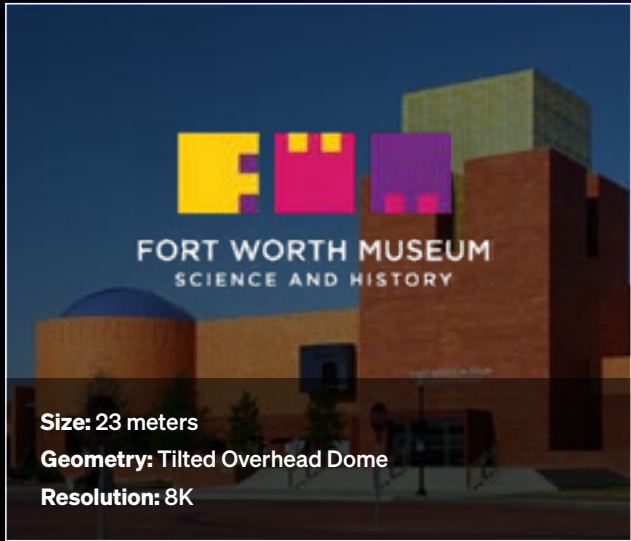 FORT WORTH MUSEUM
SCIENCE AND HISTORY
Size: 23 meters
Geometry: Tilted Overhead Dome
Resolution: 8K